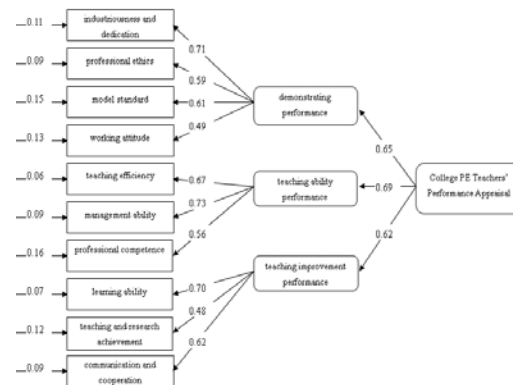 0.11
industriousness and
dedication
0.71
0.09
professional ethics
0.59
0.15
model standard
0.61
demonstrating
performance
0.13
working attitude
0.49
0.65
0.06
teaching efficiency
0.67
teaching ability
performance
0.69
College PE Teachers'
Performance Appraisal
0.09
management ability
0.73
0.16
professional competence
0.56
0.62
teaching improvement
performance
0.07
learning ability
0.70
0.12
teaching and research
achievement
0.48
0.09
communication and
cooperation
0.62